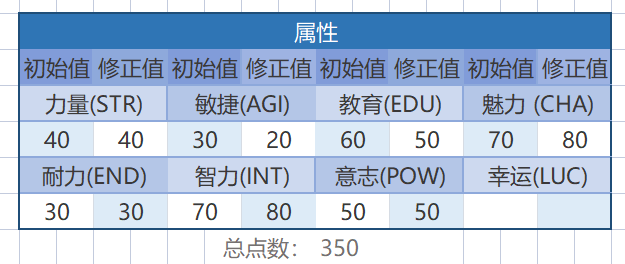 属性
初始值 修正值 初始值 修正值 初始值 修正值 初始值 修正值
力量(STR) 敏捷(AGI) 教育(EDU) 魅力 (CHA)
40 40 30 20 60 50 70 80
耐力(END) 智力(INT) 意志(POW) 幸运(LUC)
30 30 70 80 50 50
总点数： 350